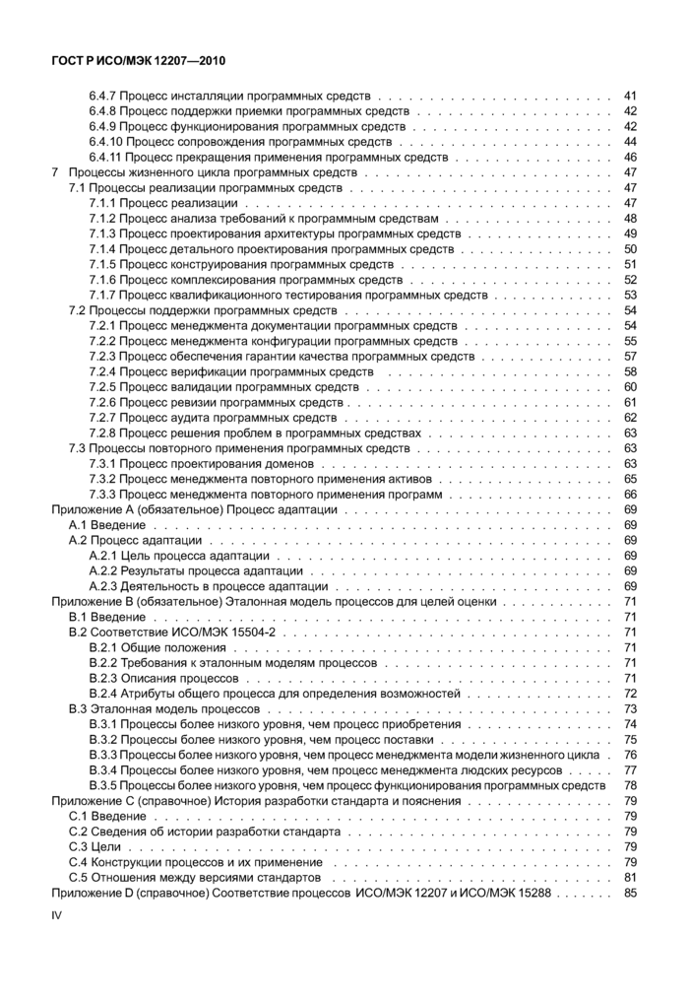 ГОСТ Р ИСО/МЭК 12207—2010
6.4.7 Процесс инсталляции программных средств . . . . . . . . . . . . . . . . . . . . . . . 41
6.4.8 Процесс поддержки приемки программных средств . . . . . . . . . . . . . . . . . . . 42
6.4.9 Процесс функционирования программных средств . . . . . . . . . . . . . . . . . . . . 42
6.4.10 Процесс сопровождения программных средств . . . . . . . . . . . . . . . . . . . . . 44
6.4.11 Процесс прекращения применения программных средств . . . . . . . . . . . . . . . . 46
7 Процессы жизненного цикла программных средств . . . . . . . . . . . . . . . . . . . . . . . . 47
7.1 Процессы реализации программных средств . . . . . . . . . . . . . . . . . . . . . . . . . . 47
7.1.1 Процесс реализации . . . . . . . . . . . . . . . . . . . . . . . . . . . . . . . . . . . . 47
7.1.2 Процесс анализа требований к программным средствам . . . . . . . . . . . . . . . . . 48
7.1.3 Процесс проектирования архитектуры программных средств . . . . . . . . . . . . . . 49
7.1.4 Процесс детального проектирования программных средств . . . . . . . . . . . . . . . 50
7.1.5 Процесс конструирования программных средств . . . . . . . . . . . . . . . . . . . . . 51
7.1.6 Процесс комплексирования программных средств . . . . . . . . . . . . . . . . . . . . 52
7.1.7 Процесс квалификационного тестирования программных средств . . . . . . . . . . . . 53
7.2 Процессы поддержки программных средств . . . . . . . . . . . . . . . . . . . . . . . . . . 54
7.2.1 Процесс менеджмента документации программных средств . . . . . . . . . . . . . . . 54
7.2.2 Процесс менеджмента конфигурации программных средств . . . . . . . . . . . . . . . 55
7.2.3 Процесс обеспечения гарантии качества программных средств . . . . . . . . . . . . . 57
7.2.4 Процесс верификации программных средств . . . . . . . . . . . . . . . . . . . . . . 58
7.2.5 Процесс валидации программных средств . . . . . . . . . . . . . . . . . . . . . . . . 60
7.2.6 Процесс ревизии программных средств . . . . . . . . . . . . . . . . . . . . . . . . . . 61
7.2.7 Процесс аудита программных средств . . . . . . . . . . . . . . . . . . . . . . . . . . 62
7.2.8 Процесс решения проблем в программных средствах . . . . . . . . . . . . . . . . . . 63
7.3 Процессы повторного применения программных средств . . . . . . . . . . . . . . . . . . . 63
7.3.1 Процесс проектирования доменов . . . . . . . . . . . . . . . . . . . . . . . . . . . . 63
7.3.2 Процесс менеджмента повторного применения активов . . . . . . . . . . . . . . . . . 65
7.3.3 Процесс менеджмента повторного применения программ . . . . . . . . . . . . . . . . 66
Приложение А (обязательное) Процесс адаптации . . . . . . . . . . . . . . . . . . . . . . . . . . 69
А.1 Введение . . . . . . . . . . . . . . . . . . . . . . . . . . . . . . . . . . . . . . . . . . . 69
А.2 Процесс адаптации . . . . . . . . . . . . . . . . . . . . . . . . . . . . . . . . . . . . . . . 69
А.2.1 Цель процесса адаптации . . . . . . . . . . . . . . . . . . . . . . . . . . . . . . . . . 69
А.2.2 Результаты процесса адаптации . . . . . . . . . . . . . . . . . . . . . . . . . . . . . 69
А.2.3 Деятельность в процессе адаптации . . . . . . . . . . . . . . . . . . . . . . . . . . . 69
Приложение В (обязательное) Эталонная модель процессов для целей оценки . . . . . . . . . . . 71
В.1 Введение . . . . . . . . . . . . . . . . . . . . . . . . . . . . . . . . . . . . . . . . . . . 71
В.2 Соответствие ИСО/МЭК 15504-2 . . . . . . . . . . . . . . . . . . . . . . . . . . . . . . . . 71
В.2.1 Общие положения . . . . . . . . . . . . . . . . . . . . . . . . . . . . . . . . . . . . . 71
В.2.2 Требования к эталонным моделям процессов . . . . . . . . . . . . . . . . . . . . . . 71
В.2.3 Описания процессов . . . . . . . . . . . . . . . . . . . . . . . . . . . . . . . . . . . . 71
В.2.4 Атрибуты общего процесса для определения возможностей . . . . . . . . . . . . . . 72
В.3 Эталонная модель процессов . . . . . . . . . . . . . . . . . . . . . . . . . . . . . . . . . . 73
В.3.1 Процессы более низкого уровня, чем процесс приобретения . . . . . . . . . . . . . . 74
В.3.2 Процессы более низкого уровня, чем процесс поставки . . . . . . . . . . . . . . . . . 75
В.3.3 Процессы более низкого уровня, чем процесс менеджмента модели жизненного цикла . 76
В.3.4 Процессы более низкого уровня, чем процесс менеджмента людских ресурсов . . . . . 77
В.3.5 Процессы более низкого уровня, чем процесс функционирования программных средств 78
Приложение С (справочное) История разработки стандарта и пояснения . . . . . . . . . . . . . . 79
С.1 Введение . . . . . . . . . . . . . . . . . . . . . . . . . . . . . . . . . . . . . . . . . . . 79
С.2 Сведения об истории разработки стандарта . . . . . . . . . . . . . . . . . . . . . . . . . . 79
С.3 Цели . . . . . . . . . . . . . . . . . . . . . . . . . . . . . . . . . . . . . . . . . . . . . . 79
С.4 Конструкции процессов и их применение . . . . . . . . . . . . . . . . . . . . . . . . . . . 79
С.5 Отношения между версиями стандартов . . . . . . . . . . . . . . . . . . . . . . . . . . . 81
Приложение D (справочное) Соответствие процессов ИСО/МЭК 12207 и ИСО/МЭК 15288 . . . . . . . 85
IV